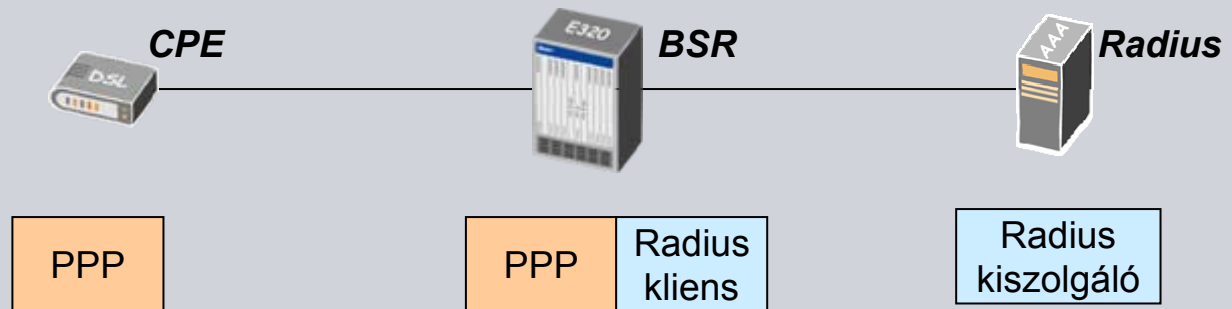 CPE
BSR
Radius
DSL
E320
AAA
PPP
PPP
Radius
kliens
Radius
kiszolgáló